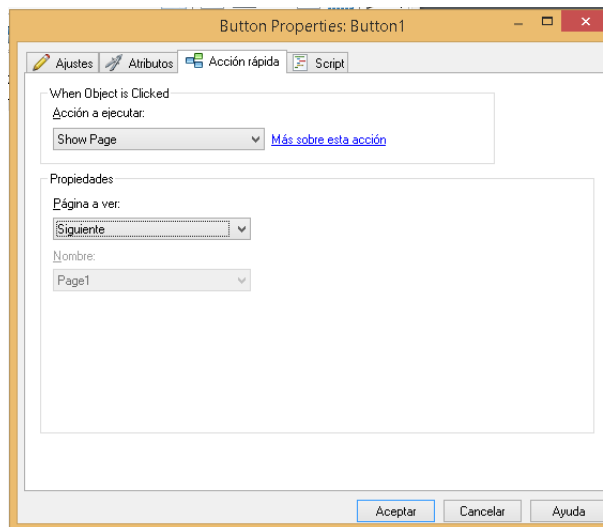 Button Properties: Button1
Ajustes Atributos Acción rápida Script
When Object is Clicked
Acción a ejecutar:
Show Page Más sobre esta acción
Propiedades
Página a ver:
Siguiente
Nombre:
Page1
Aceptar Cancelar Ayuda